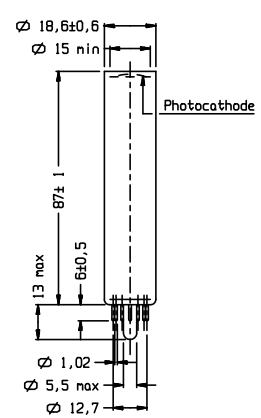 Ø 18,6±0,6
Ø 15 min
Photocathode
87± 1
13 max
6±0,5
Ø 1,02
Ø 5,5 max
Ø 12,7